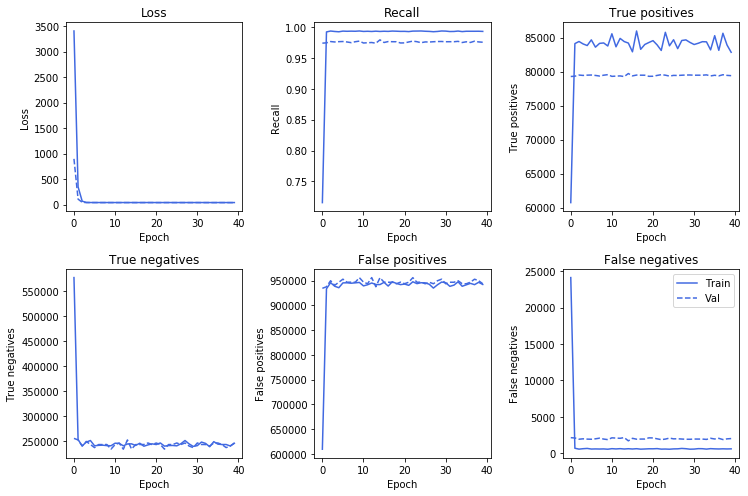 Loss
Recall
True positives
3500
3000
2500
2000
1500
1000
500
0
Loss
0 10 20 30 40
Epoch
1.00
0.95
0.90
0.85
0.80
0.75
Recall
0 10 20 30 40
Epoch
85000
80000
75000
70000
65000
60000
True positives
0 10 20 30 40
Epoch
True negatives
False positives
False negatives
550000
500000
450000
400000
350000
300000
250000
True negatives
0 10 20 30 40
Epoch
950000
900000
850000
800000
750000
700000
650000
600000
False positives
0 10 20 30 40
Epoch
25000
20000
15000
10000
5000
0
False negatives
Train
Val
0 10 20 30 40
Epoch